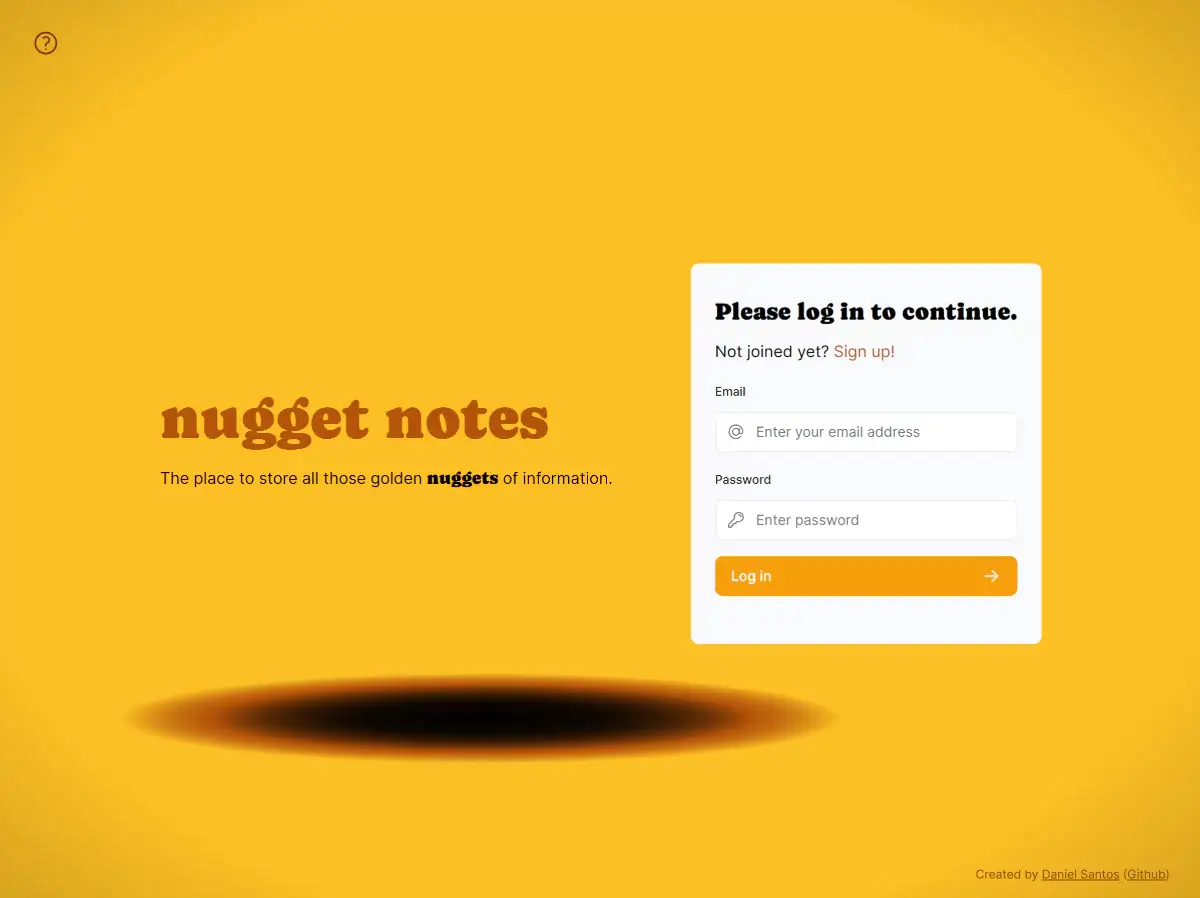 nugget notes
The place to store all those golden nuggets of information.
Please log in to continue.
Not joined yet? Sign up!
Email
Enter your email address
Password
Enter password
Log in
Created by Daniel Santos (Github)